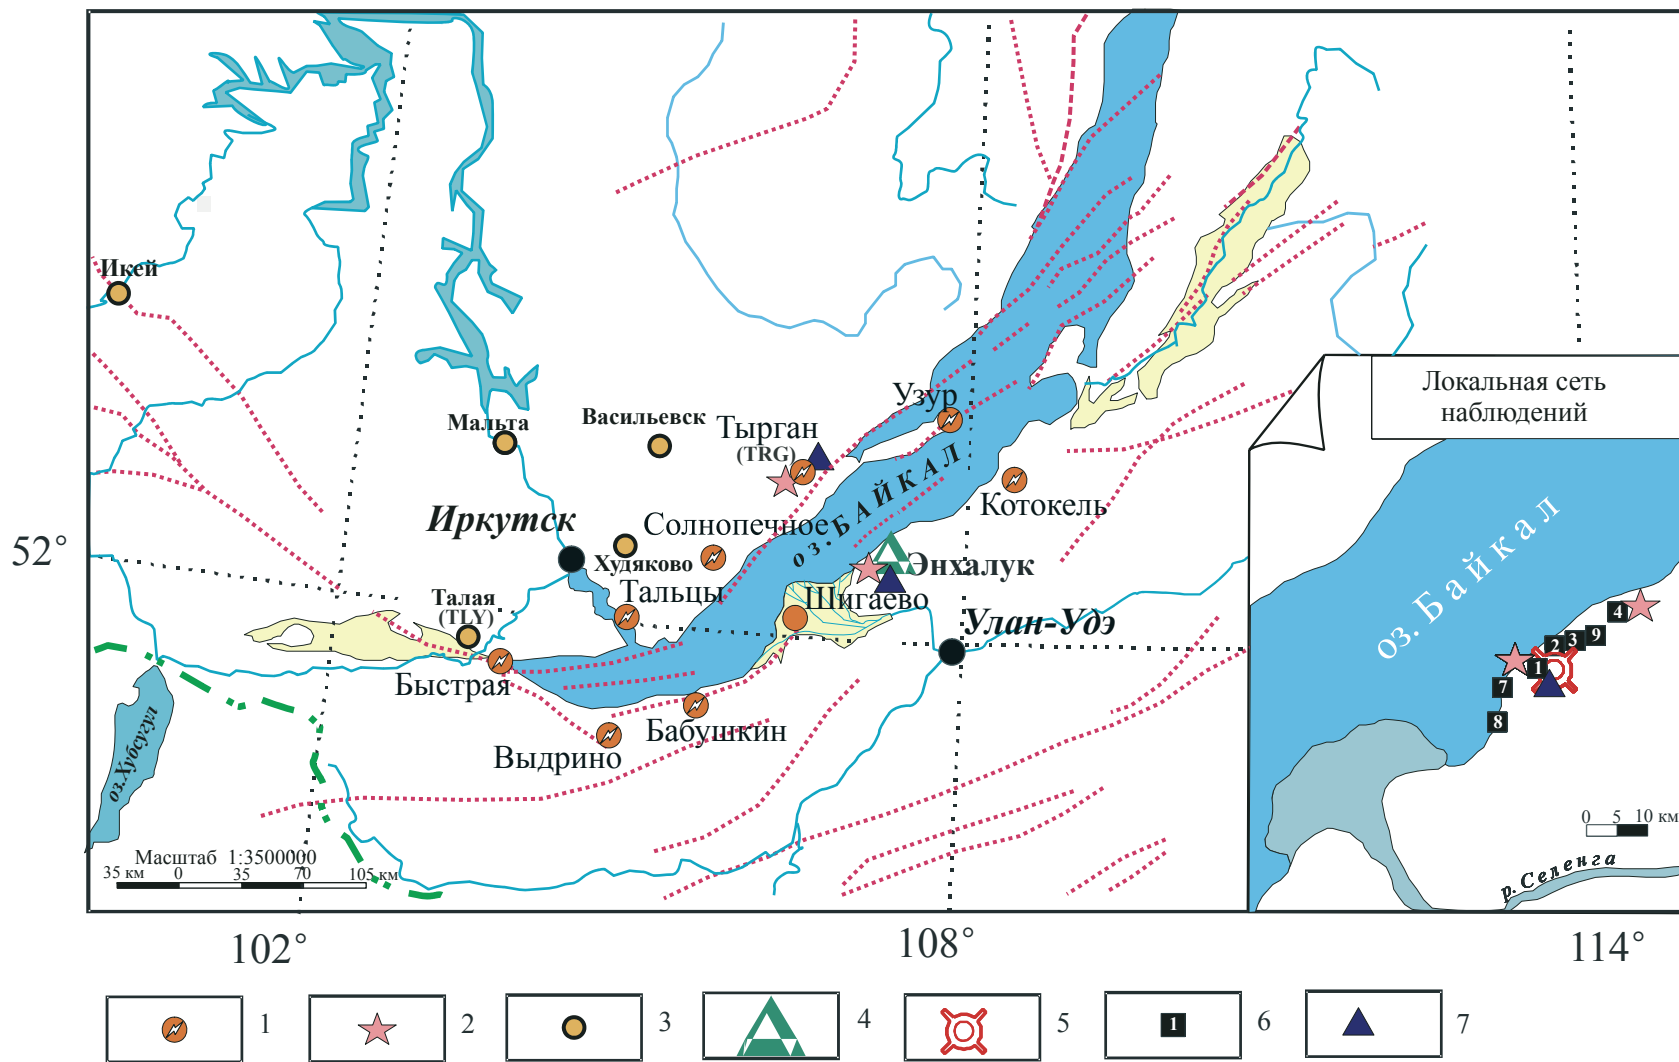 Икей
Локальная сеть
наблюдений
Узур
Васильевск
Мальта
Тырган
(TRG)
оз. БАЙКАЛ
Котокель
Иркутск
Солнопечное
52°
Худяково
Энхалук
Тальцы
Шигаево
Талая
(TLY)
Улан-Удэ
оз. Байкал
4
9
3
2
1
7
8
Быстрая
Бабушкин
Выдрино
оз.Хубсугул
0 5 10 км
Масштаб 1:3500000
35 км 0 35 70 105 км
р. Селенга
102° 108° 114°
1 2 3 4 5 1 6 7